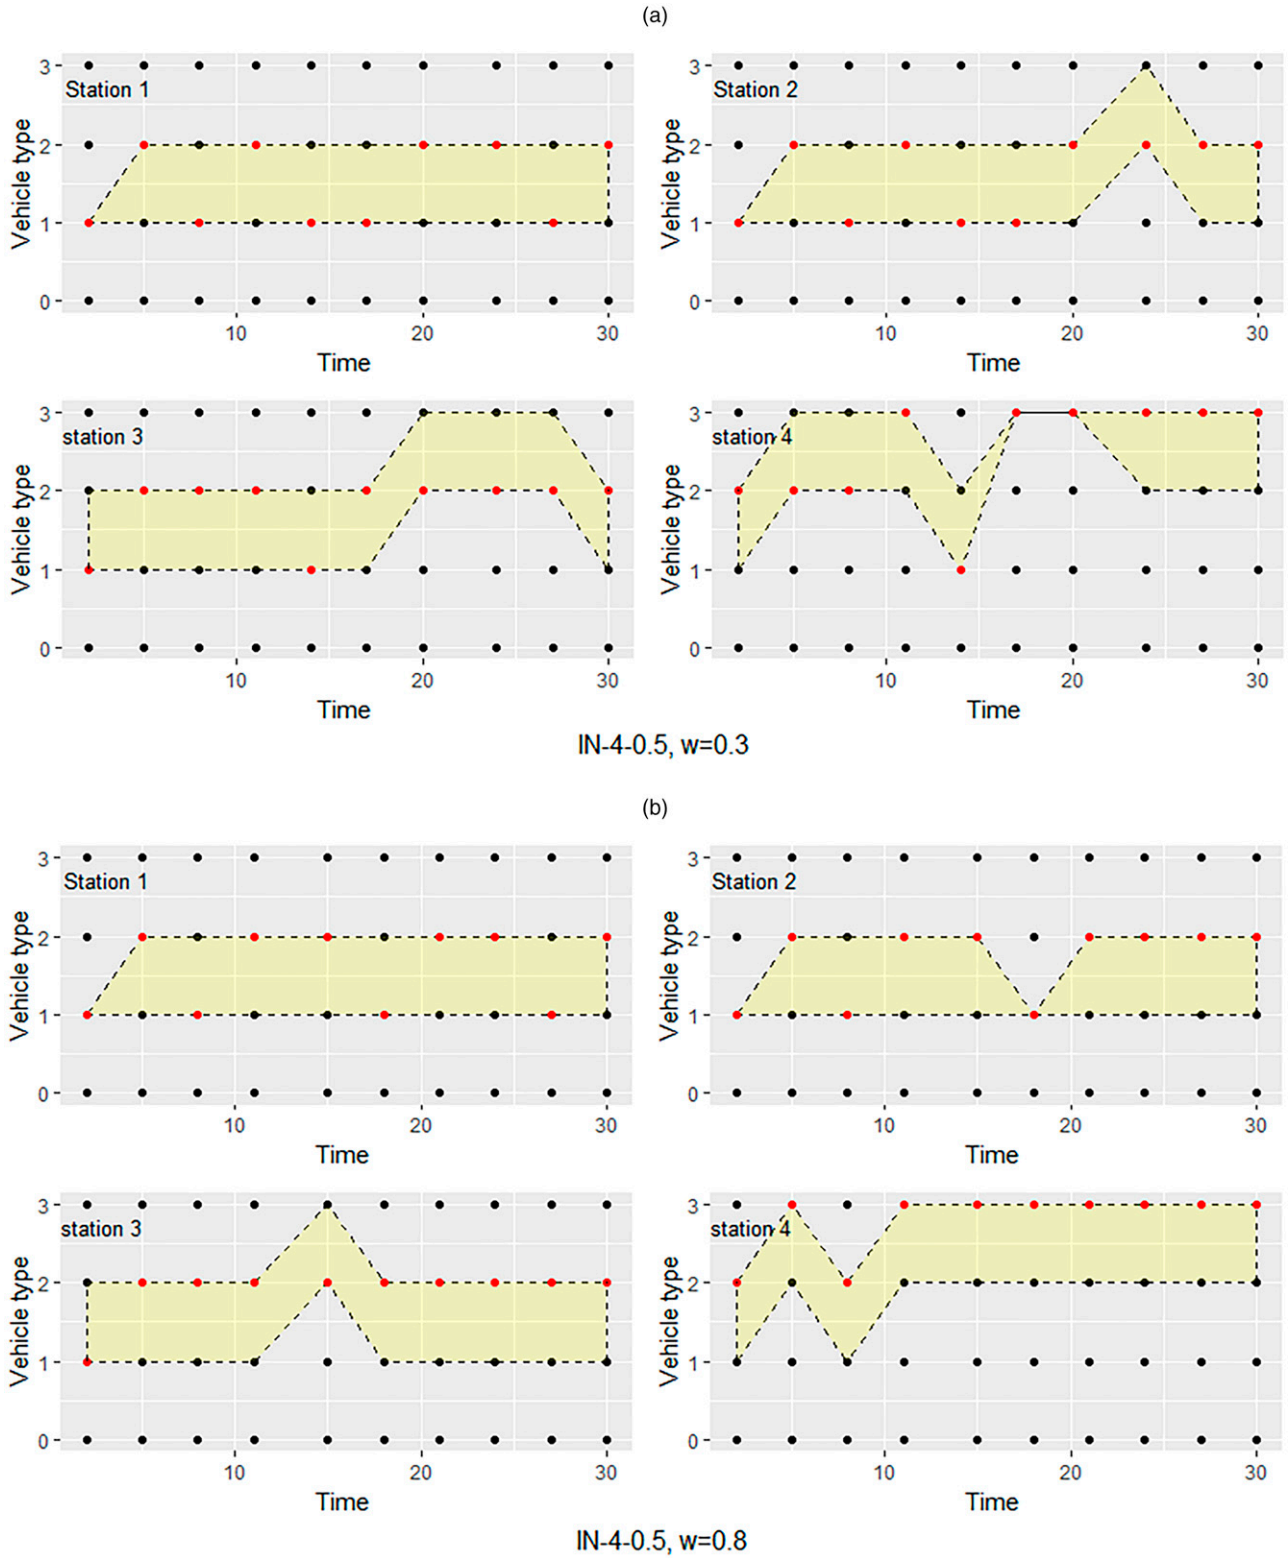 (a)
3
2
1
0
Vehicle type
Station 1
10 20 30
Time
3
2
1
0
Vehicle type
Station 2
10 20 30
Time
3
2
1
0
Vehicle type
station 3
10 20 30
Time
3
2
1
0
Vehicle type
station 4
10 20 30
Time
IN-4-0.5, w=0.3
(b)
3
2
1
0
Vehicle type
Station 1
10 20 30
Time
3
2
1
0
Vehicle type
Station 2
10 20 30
Time
3
2
1
0
Vehicle type
station 3
10 20 30
Time
3
2
1
0
Vehicle type
station 4
10 20 30
Time
IN-4-0.5, w=0.8